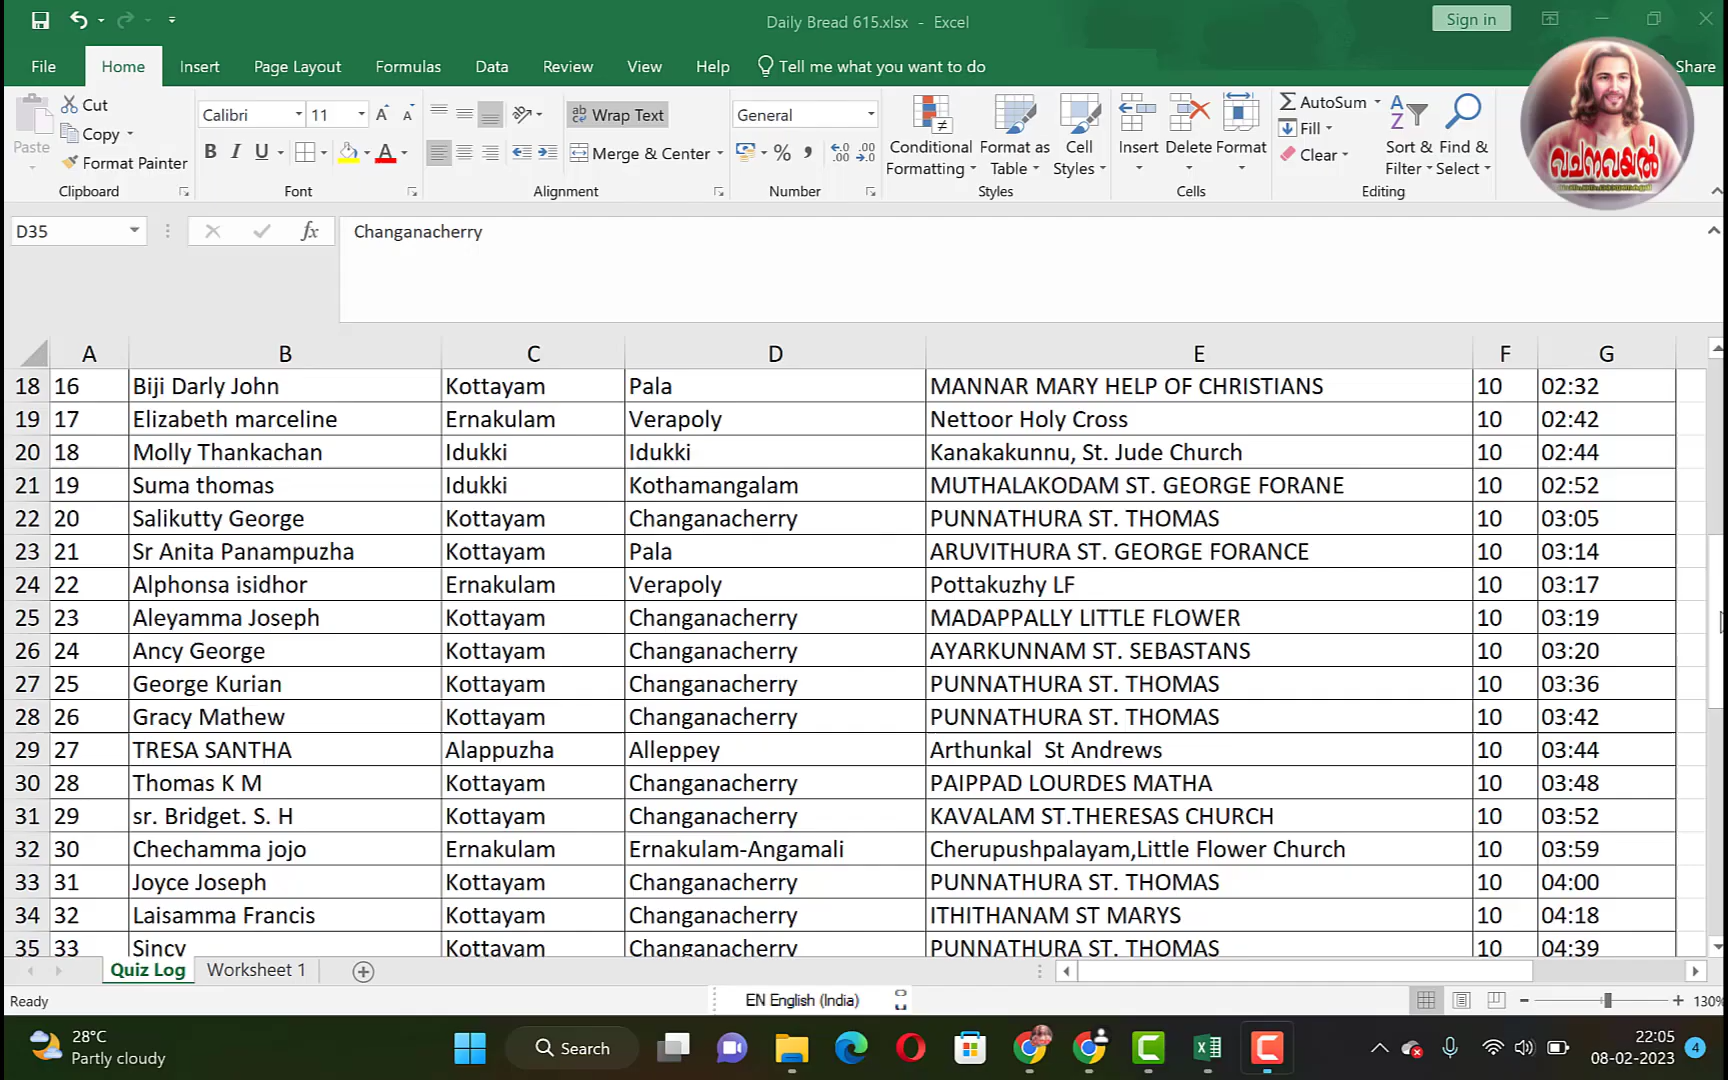 Daily Bread 615.xlsx - Excel
Sign in
File Home Insert Page Layout Formulas Data Review View Help Tell me what you want to do Share
Paste Cut Copy Format Painter Clipboard
Calibri 11 A A B I U A Font
ab Wrap Text Merge & Center Alignment
General % , .00 Number
Conditional Formatting Format as Table Cell Styles Styles
Insert Delete Format Cells
AutoSum Fill Clear Sort & Filter Find & Select Editing
വചനവയൽ
D35 fx Changanacherry
A B C D E F G
18 16 Biji Darly John Kottayam Pala MANNAR MARY HELP OF CHRISTIANS 10 02:32
19 17 Elizabeth marceline Ernakulam Verapoly Nettoor Holy Cross 10 02:42
20 18 Molly Thankachan Idukki Idukki Kanakakunnu, St. Jude Church 10 02:44
21 19 Suma thomas Idukki Kothamangalam MUTHALAKODAM ST. GEORGE FORANE 10 02:52
22 20 Salikutty George Kottayam Changanacherry PUNNATHURA ST. THOMAS 10 03:05
23 21 Sr Anita Panampuzha Kottayam Pala ARUVITHURA ST. GEORGE FORANCE 10 03:14
24 22 Alphonsa isidhor Ernakulam Verapoly Pottakuzhy LF 10 03:17
25 23 Aleyamma Joseph Kottayam Changanacherry MADAPPALLY LITTLE FLOWER 10 03:19
26 24 Ancy George Kottayam Changanacherry AYARKUNNAM ST. SEBASTANS 10 03:20
27 25 George Kurian Kottayam Changanacherry PUNNATHURA ST. THOMAS 10 03:36
28 26 Gracy Mathew Kottayam Changanacherry PUNNATHURA ST. THOMAS 10 03:42
29 27 TRESA SANTHA Alappuzha Alleppey Arthunkal  St Andrews 10 03:44
30 28 Thomas K M Kottayam Changanacherry PAIPPAD LOURDES MATHA 10 03:48
31 29 sr. Bridget. S. H Kottayam Changanacherry KAVALAM ST.THERESAS CHURCH 10 03:52
32 30 Chechamma jojo Ernakulam Ernakulam-Angamali Cherupushpalayam,Little Flower Church 10 03:59
33 31 Joyce Joseph Kottayam Changanacherry PUNNATHURA ST. THOMAS 10 04:00
34 32 Laisamma Francis Kottayam Changanacherry ITHITHANAM ST MARYS 10 04:18
35 33 Sincy Kottayam Changanacherry PUNNATHURA ST. THOMAS 10 04:39
Quiz Log Worksheet 1
Ready EN English (India) 130%
28°C
Partly cloudy
Search
22:05
08-02-2023 4